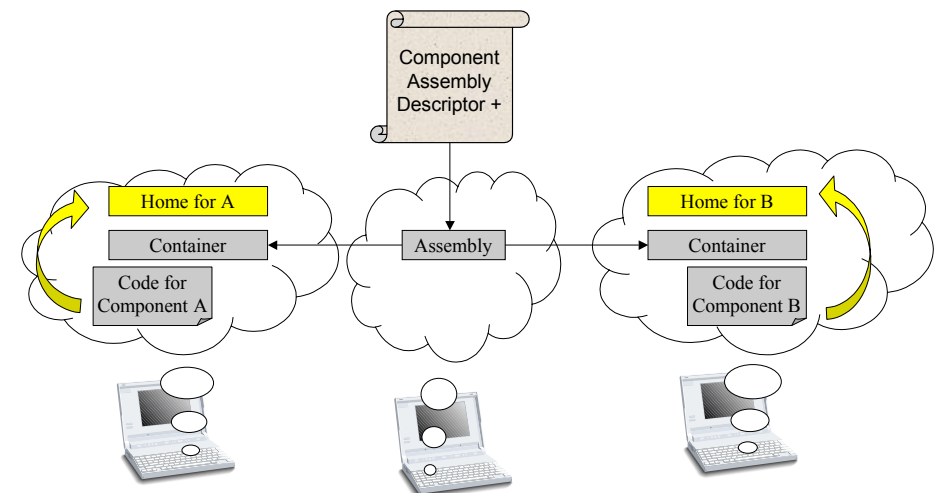 Component
Assembly
Descriptor +
Home for A
Home for B
Container
Assembly
Container
Code for
Component A
Code for
Component B